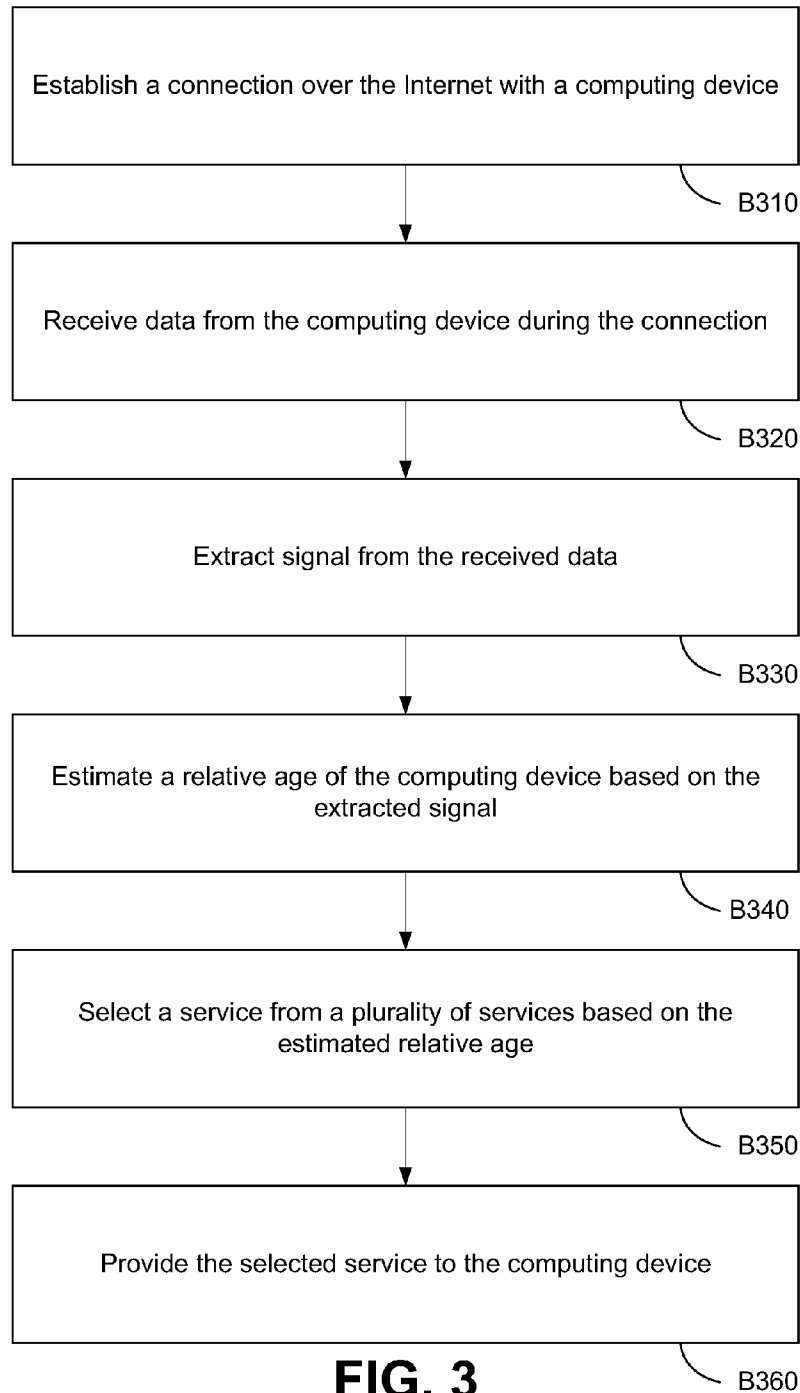 Establish a connection over the Internet with a computing device
B310
Receive data from the computing device during the connection
B320
Extract signal from the received data
B330
Estimate a relative age of the computing device based on the
extracted signal
B340
Select a service from a plurality of services based on the
estimated relative age
B350
Provide the selected service to the computing device
B360
FIG. 3